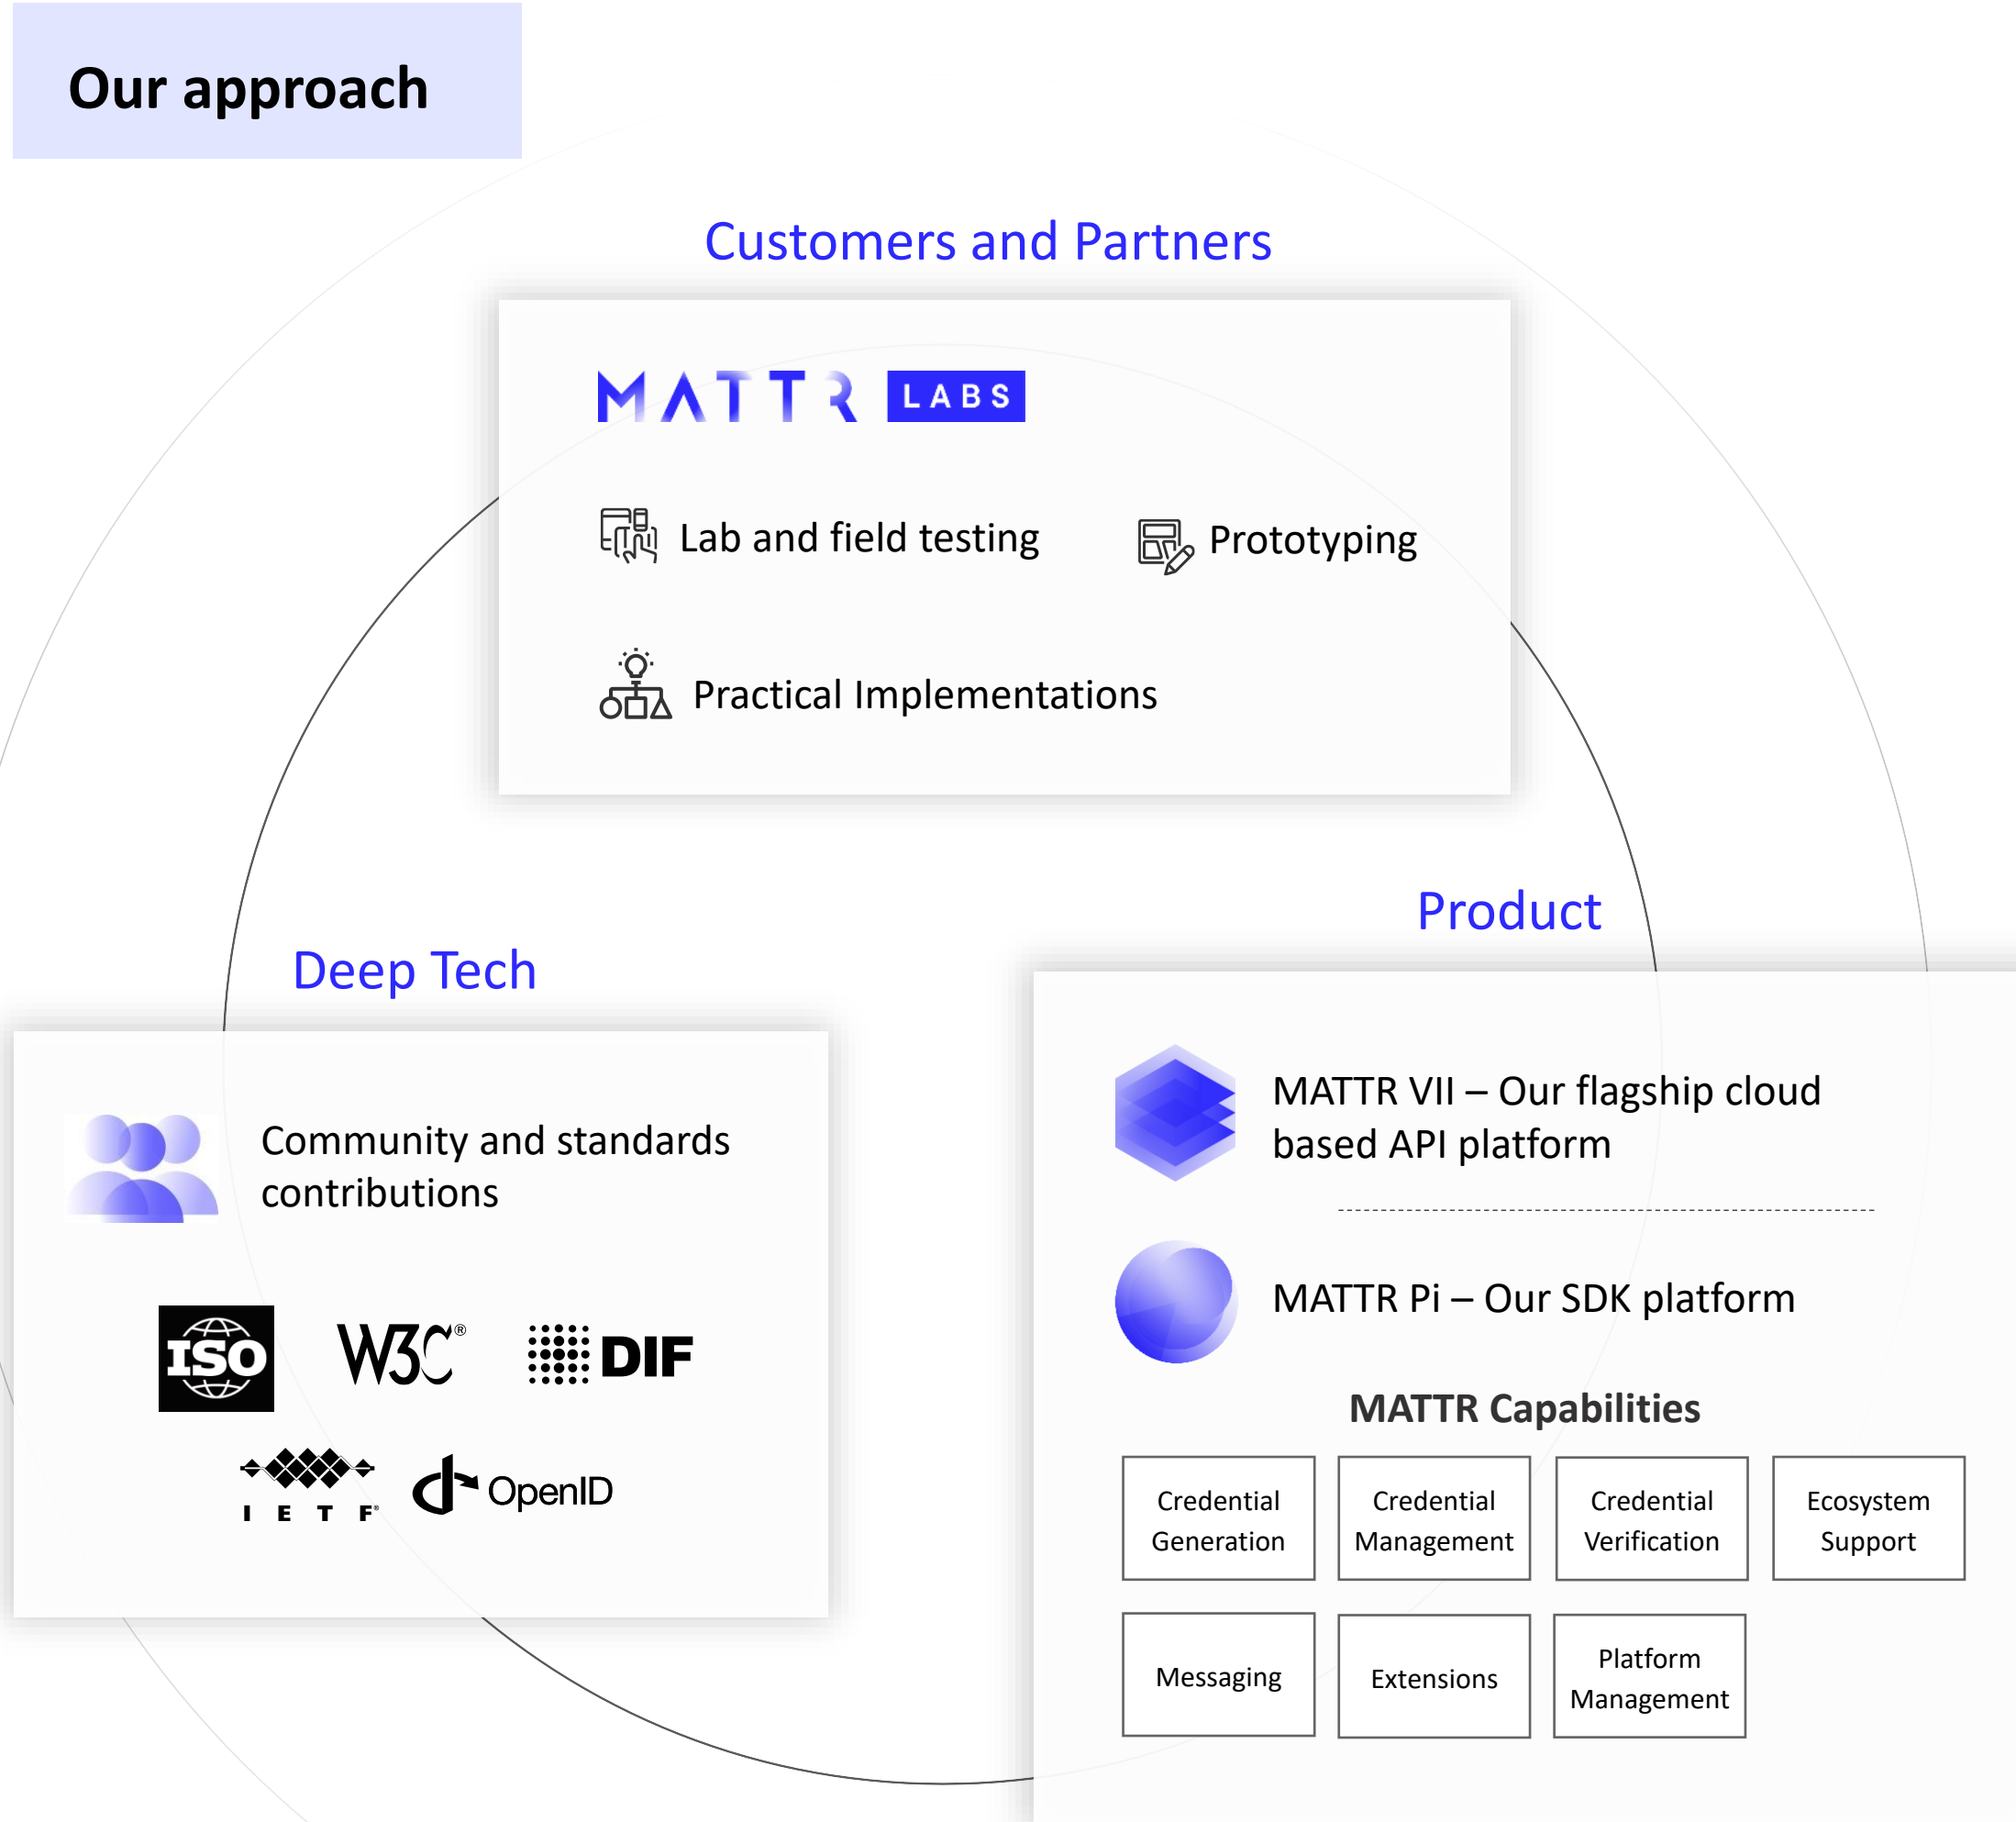 Our approach
Customers and Partners
MATTR LABS
Lab and field testing
Prototyping
Practical Implementations
Deep Tech
Community and standards
contributions
ISO
W3C®
DIF
IETF®
OpenID
Product
MATTR VII – Our flagship cloud
based API platform
MATTR Pi – Our SDK platform
MATTR Capabilities
Credential
Generation
Credential
Management
Credential
Verification
Ecosystem
Support
Messaging
Extensions
Platform
Management